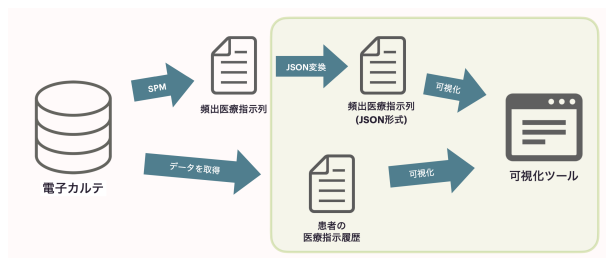 SPM
JSON変換
頻出医療指示列
頻出医療指示列
(JSON形式)
可視化
電子カルテ
データを取得
可視化
可視化ツール
患者の
医療指示履歴